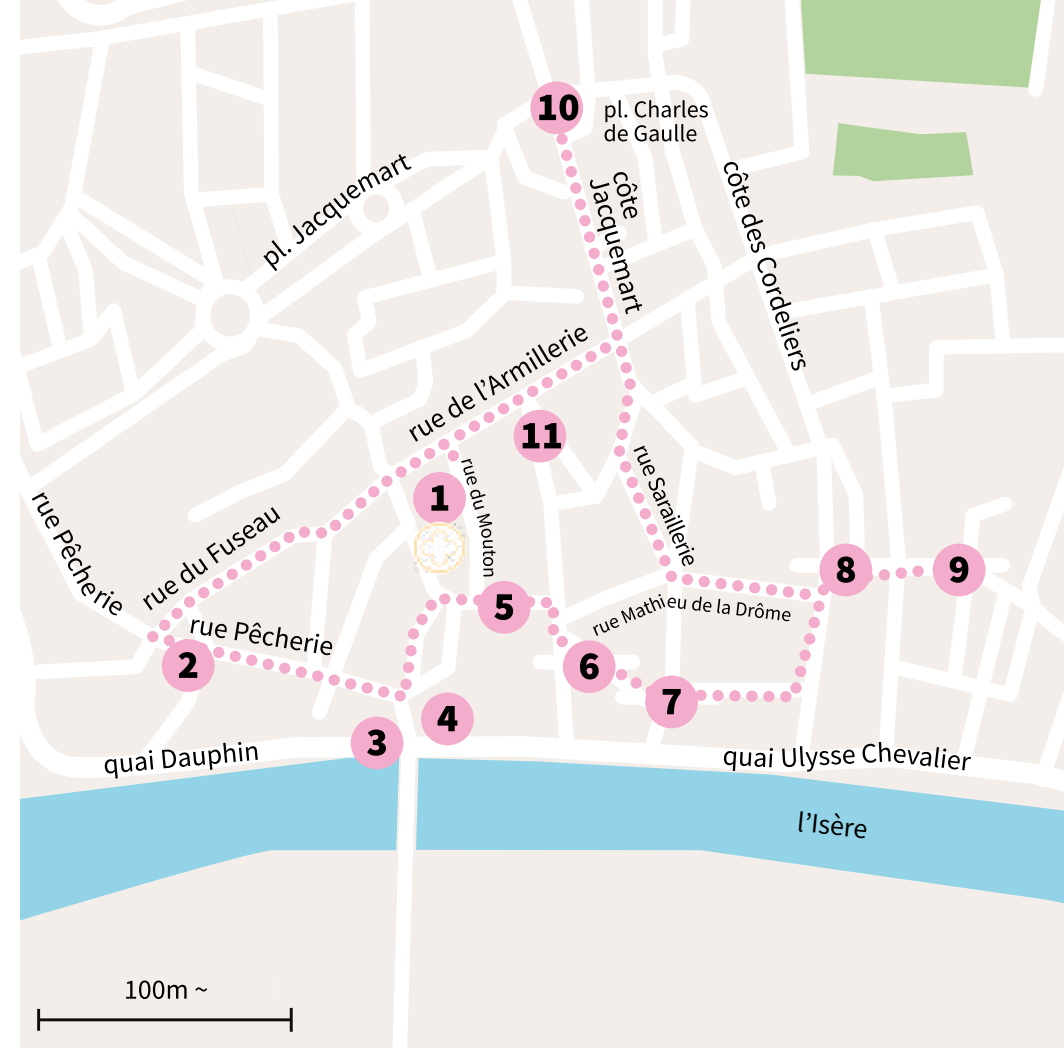 10
pl. Charles
de Gaulle
pl. Jacquemart
côte
Jacquemart
côte des Cordeliers
rue de l’Armillerie
11
1
rue du Mouton
rue Saraillerie
rue Pêcherie
rue du Fuseau
8
9
5
rue Mathieu de la Drôme
rue Pêcherie
2
6
7
4
3
quai Dauphin
quai Ulysse Chevalier
l’Isère
100m ~